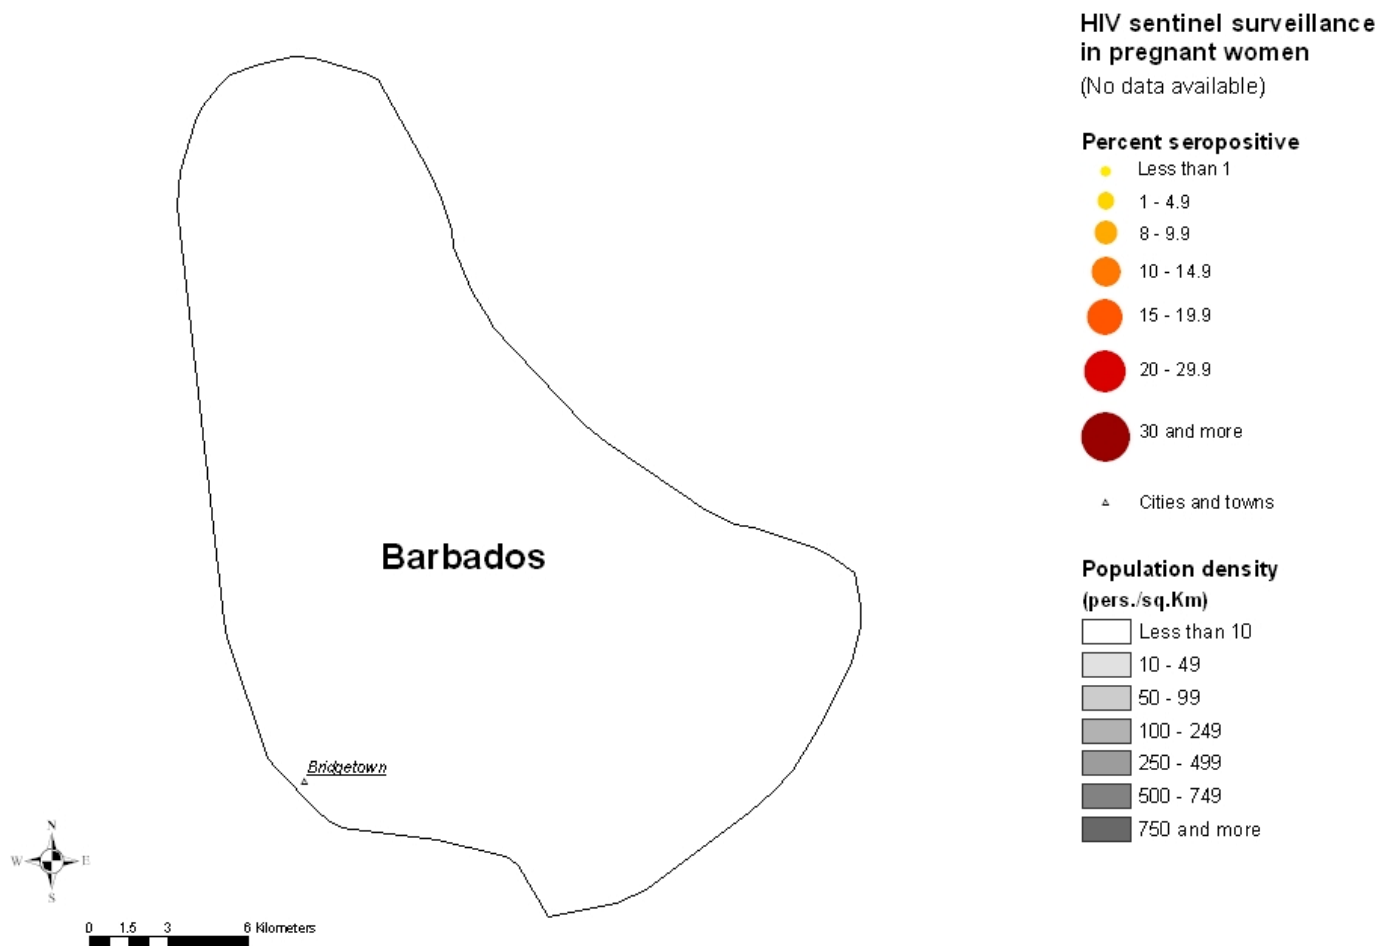 HIV sentinel surveillance
in pregnant women
(No data available)
Percent seropositive
Less than 1
1 - 4.9
8 - 9.9
10 - 14.9
15 - 19.9
20 - 29.9
30 and more
Cities and towns
Barbados
Population density
(pers./sq.Km)
Less than 10
10 - 49
50 - 99
100 - 249
250 - 499
500 - 749
750 and more
Bridgetown
N
W E
S
0 1.5 3 6 Kilometers